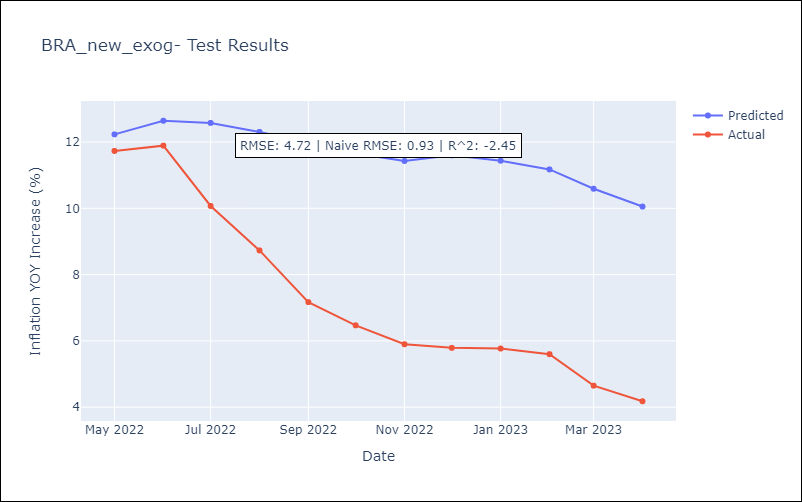 BRA_new_exog- Test Results
Predicted
Actual
RMSE: 4.72 | Naive RMSE: 0.93 | R^2: -2.45
Inflation YOY Increase (%)
12
10
8
6
4
May 2022
Jul 2022
Sep 2022
Nov 2022
Jan 2023
Mar 2023
Date